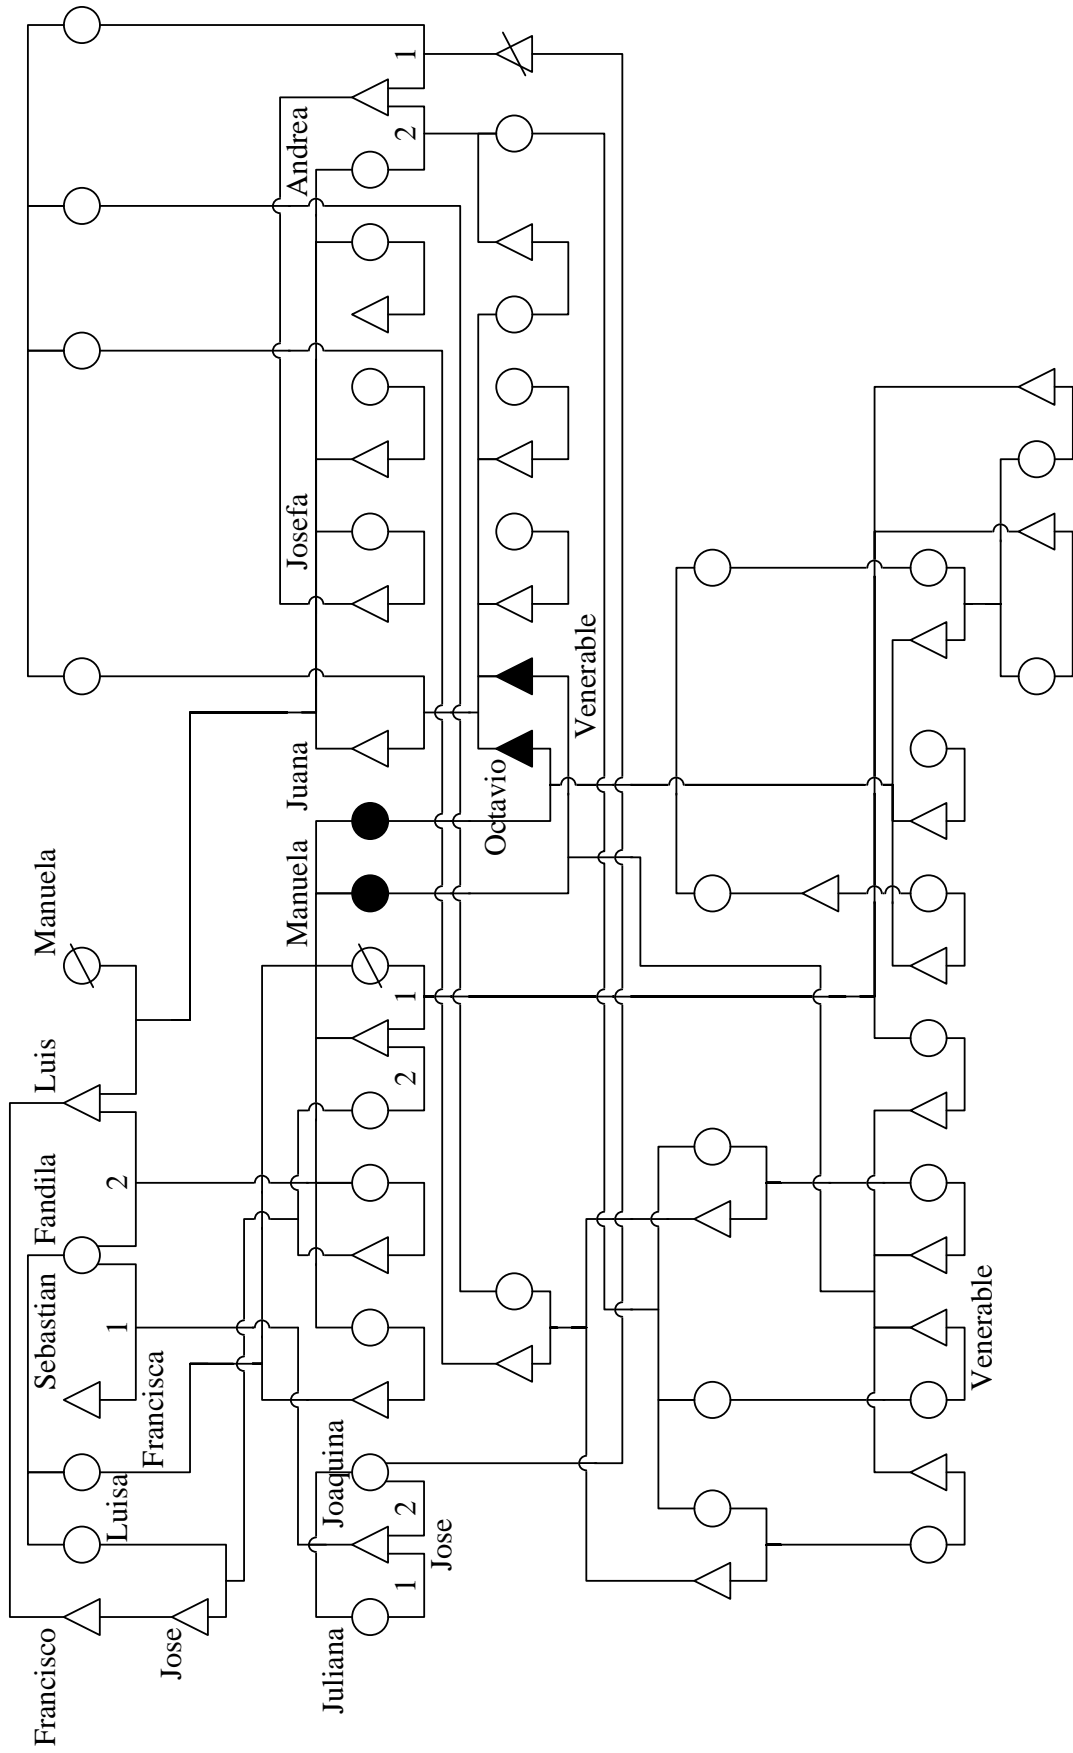 Francisco Sebastian Fandila Luis Manuela
Luisa 1 2
Francisca
Jose
Manuela Juana Josefa Andrea
Juliana Joaquina
1 2 2 1 2 1
Jose
Octavio
Venerable
Venerable